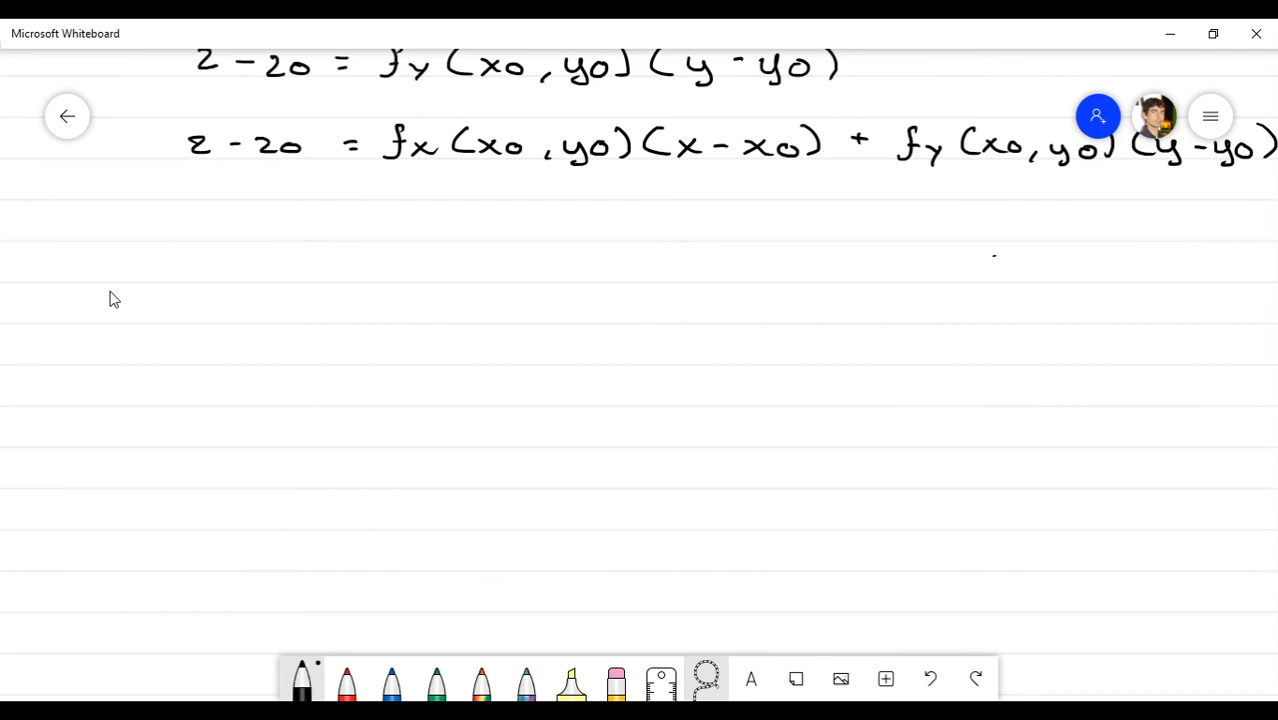 Microsoft Whiteboard
z - z0 = fy (x0, y0) (y - y0)
z - z0 = fx (x0, y0) (x - x0) + fy (x0, y0) (y - y0)
A